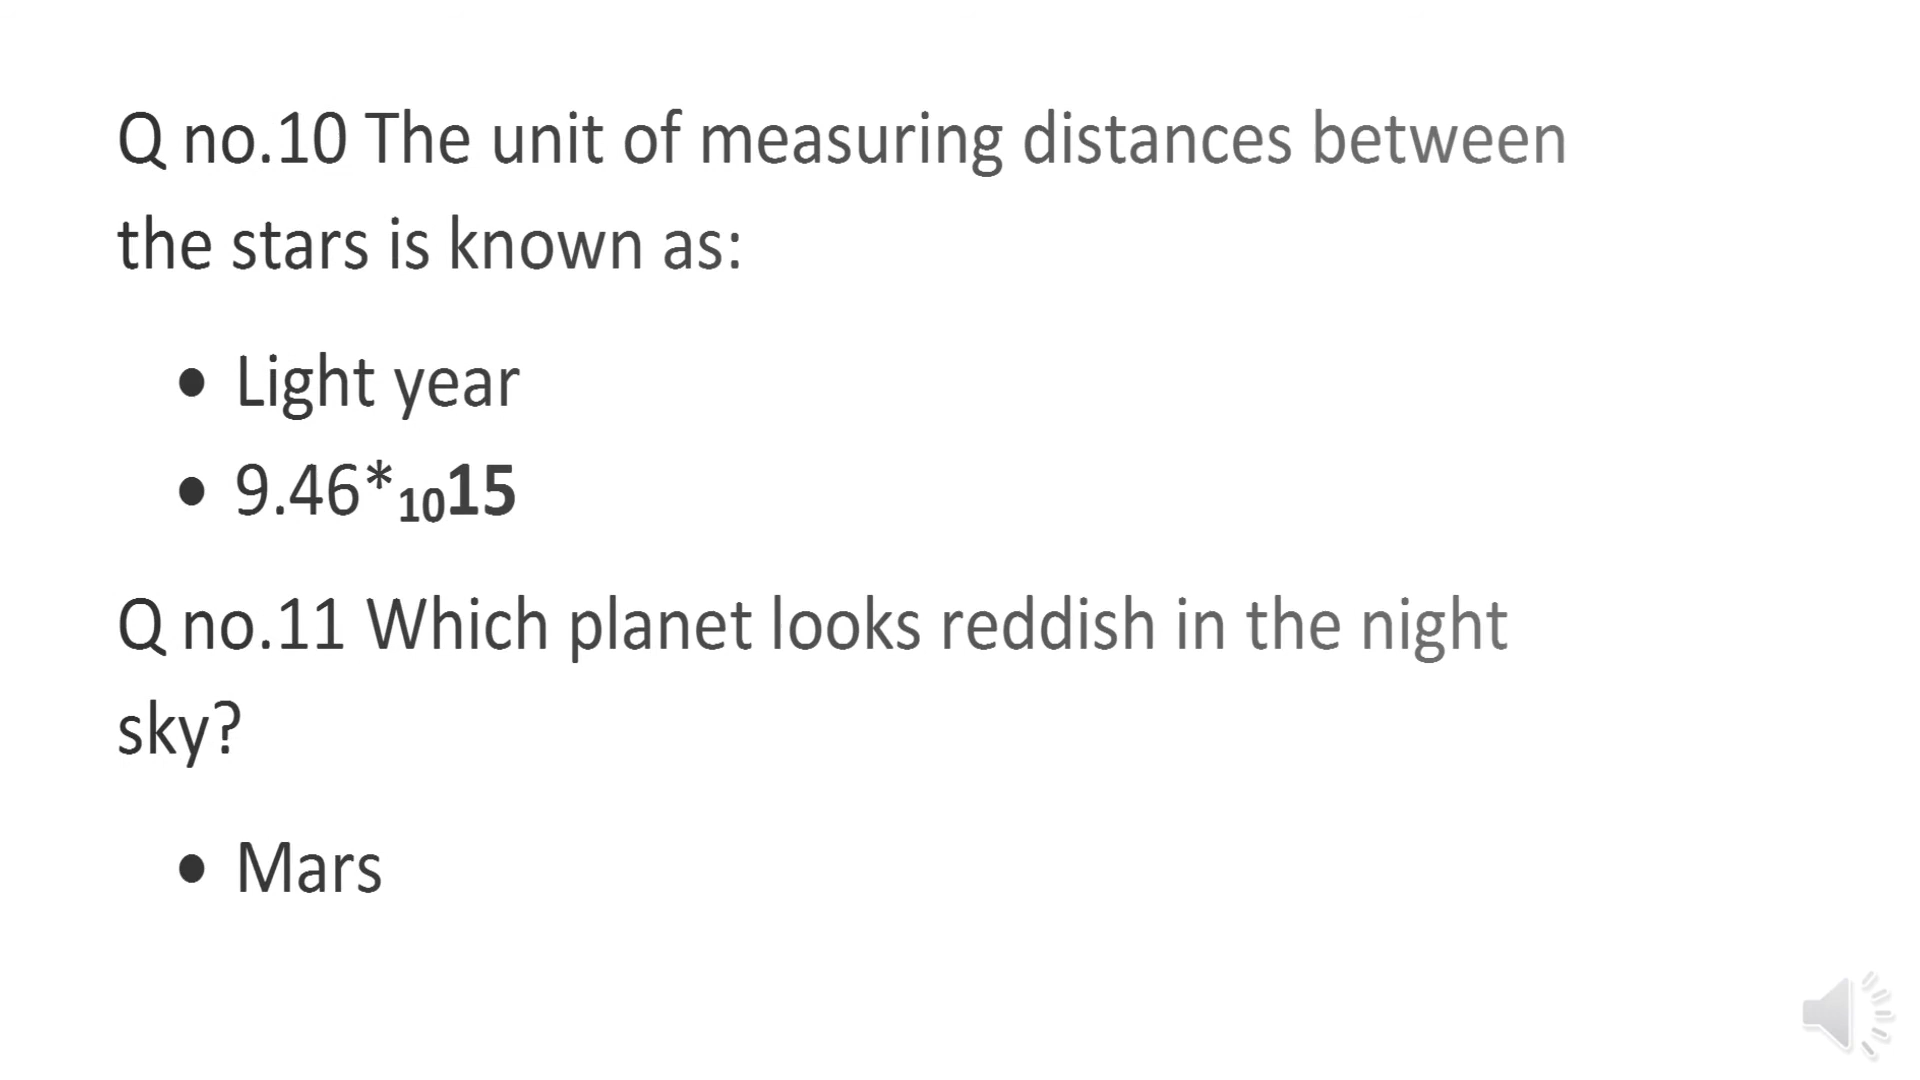 Q no.10 The unit of measuring distances between
the stars is known as:
• Light year
• 9.46*1015
Q no.11 Which planet looks reddish in the night
sky?
• Mars